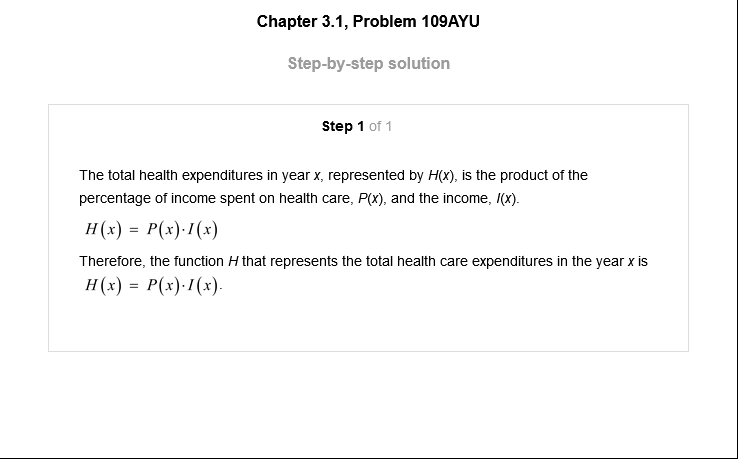 Chapter 3.1, Problem 109AYU
Step-by-step solution
Step 1 of 1
The total health expenditures in year x, represented by H(x), is the product of the
percentage of income spent on health care, P(x), and the income, I(x).
H(x) = P(x)·I(x)
Therefore, the function H that represents the total health care expenditures in the year x is
H(x) = P(x)·I(x).